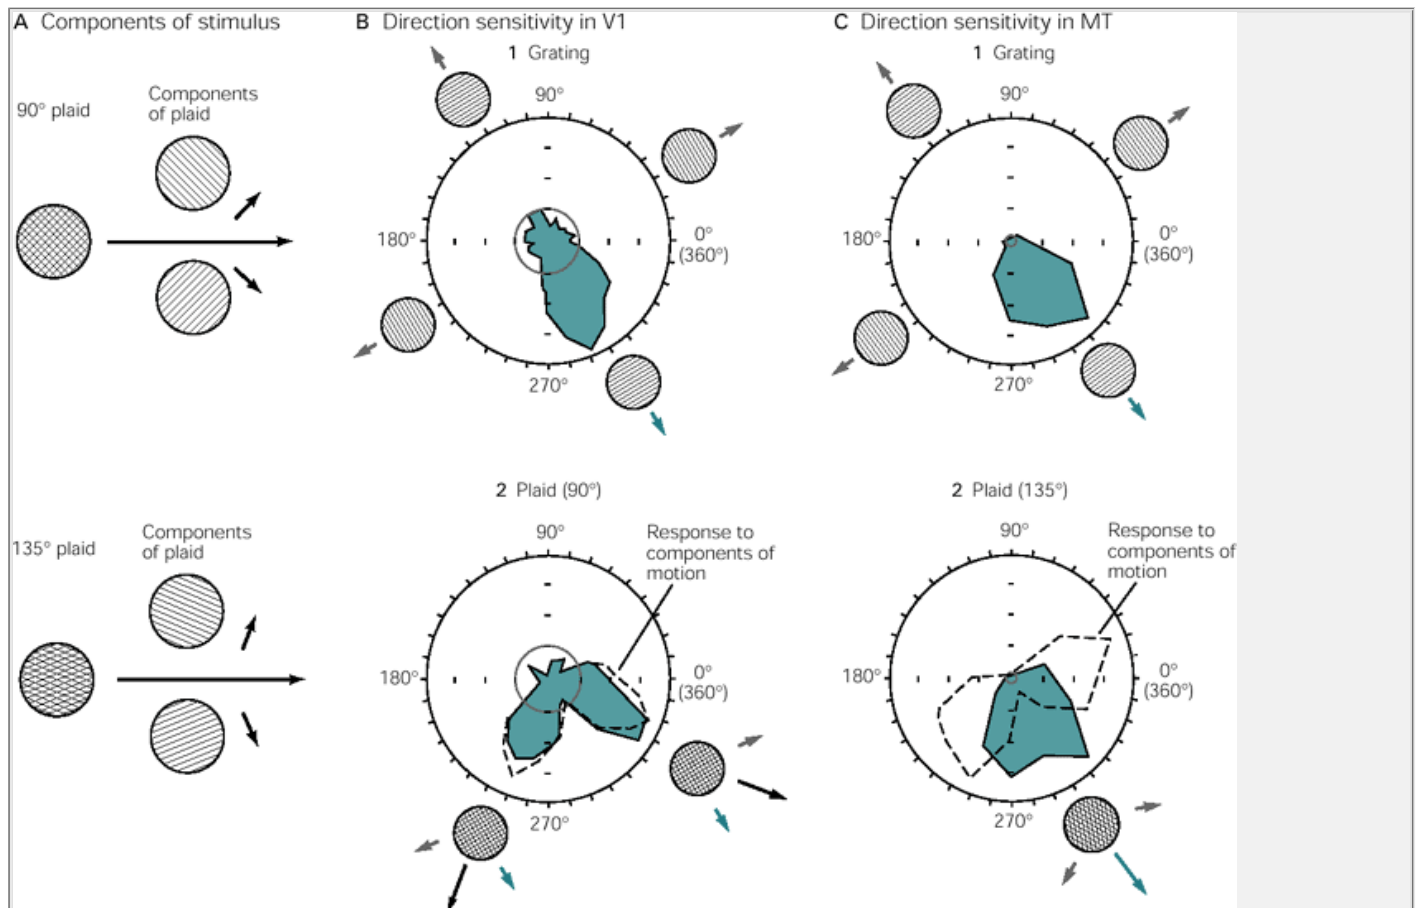 A Components of stimulus
90° plaid
Components
of plaid
135° plaid
Components
of plaid
B Direction sensitivity in V1
1 Grating
90°
180°
0°
(360°)
270°
2 Plaid (90°)
90°
Response to
components of
motion
180°
0°
(360°)
270°
C Direction sensitivity in MT
1 Grating
90°
180°
0°
(360°)
270°
2 Plaid (135°)
90°
Response to
components of
motion
180°
0°
(360°)
270°